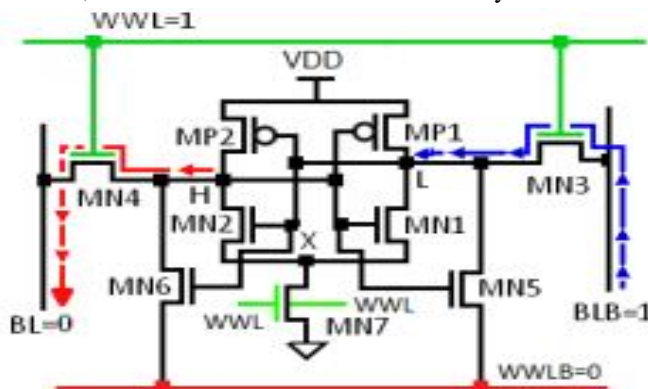 WWL=1
VDD
MP2
MP1
H
L
MN4
MN3
MN2
MN1
X
MN6
MN5
WWL
WWL
MN7
BL=0
BLB=1
WWLB=0